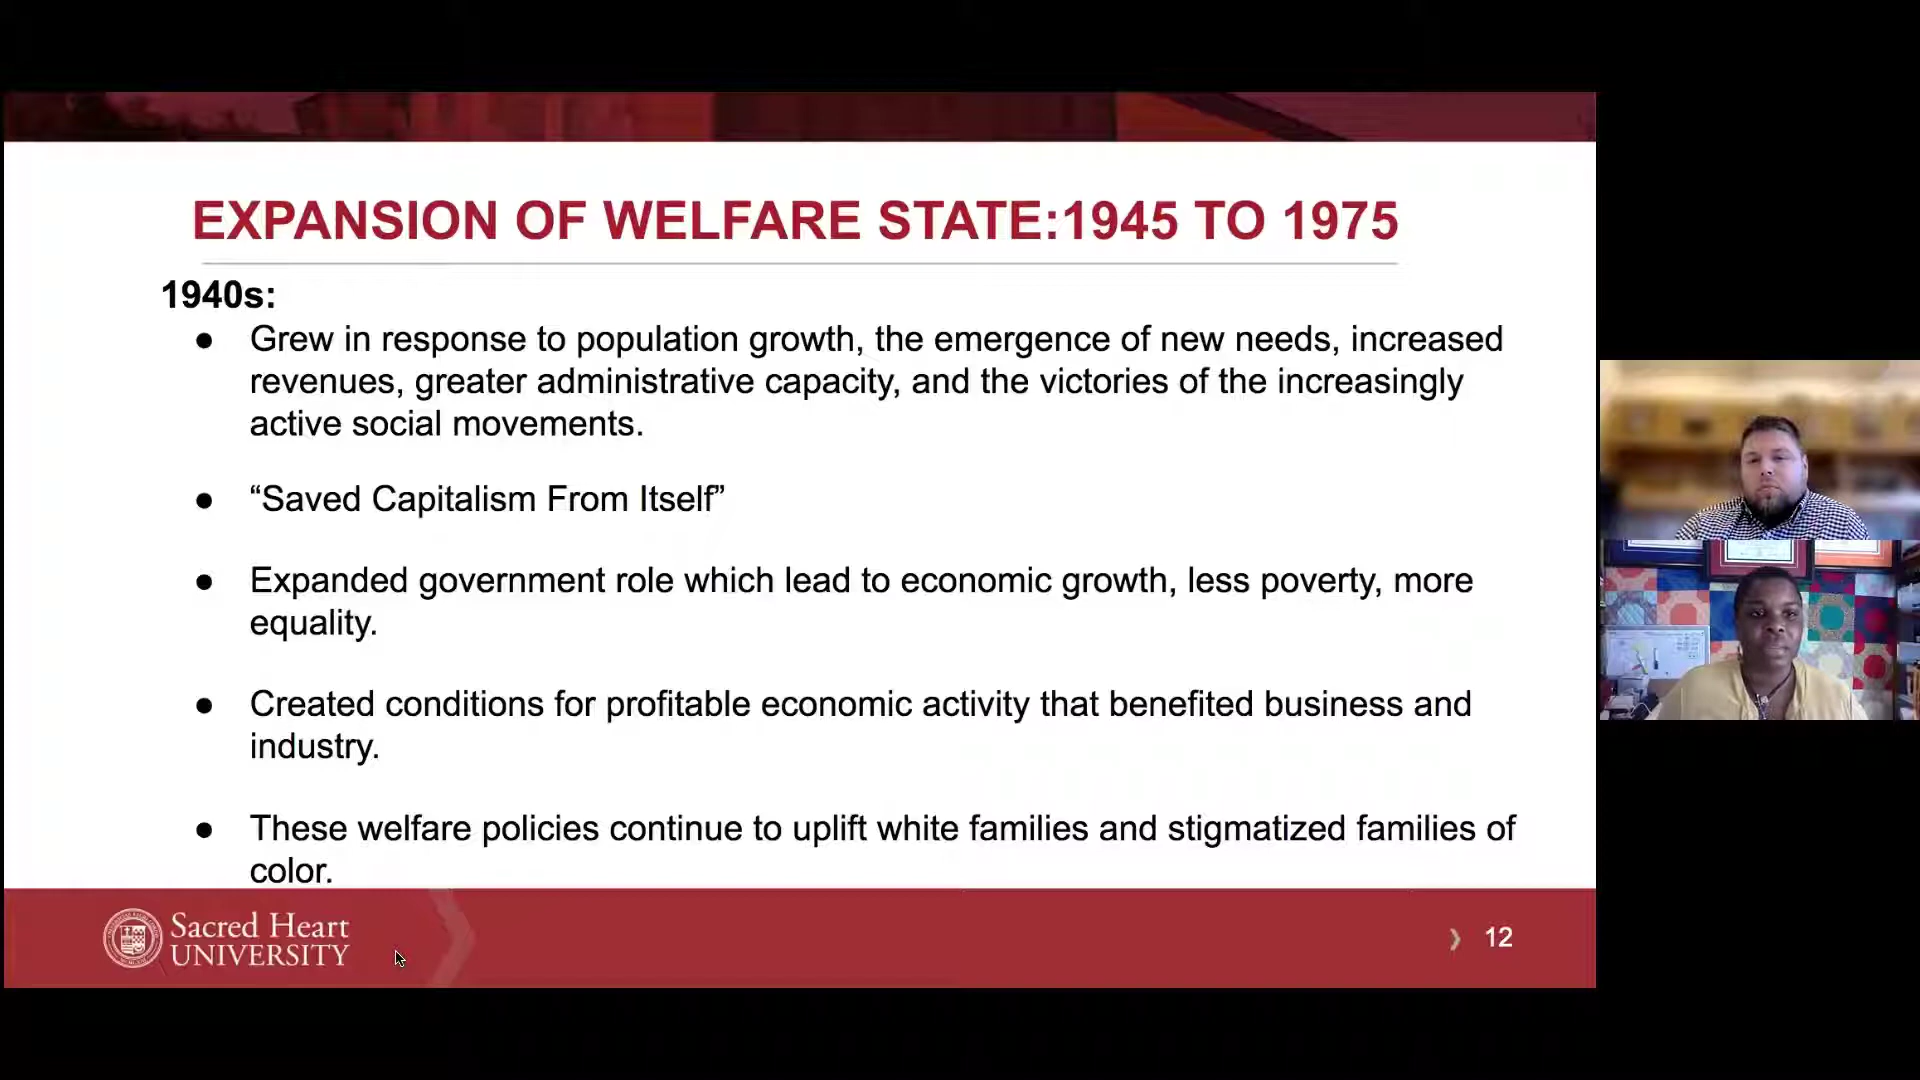 EXPANSION OF WELFARE STATE:1945 TO 1975
1940s:
● Grew in response to population growth, the emergence of new needs, increased
revenues, greater administrative capacity, and the victories of the increasingly
active social movements.
● “Saved Capitalism From Itself”
● Expanded government role which lead to economic growth, less poverty, more
equality.
● Created conditions for profitable economic activity that benefited business and
industry.
● These welfare policies continue to uplift white families and stigmatized families of
color.
Sacred Heart
UNIVERSITY
12